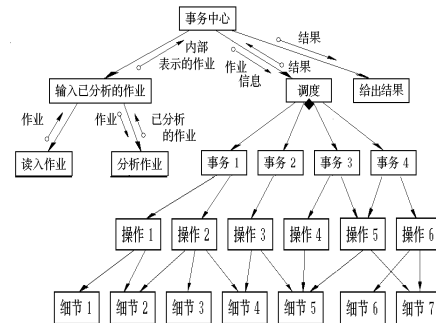 事务中心
结果
内部
表示的作业
作业
信息
结果
输入已分析的作业
调度
给出结果
作业
作业
已分析
的作业
读入作业
分析作业
事务 1
事务 2
事务 3
事务 4
操作 1
操作 2
操作 3
操作 4
操作 5
操作 6
细节 1
细节 2
细节 3
细节 4
细节 5
细节 6
细节 7